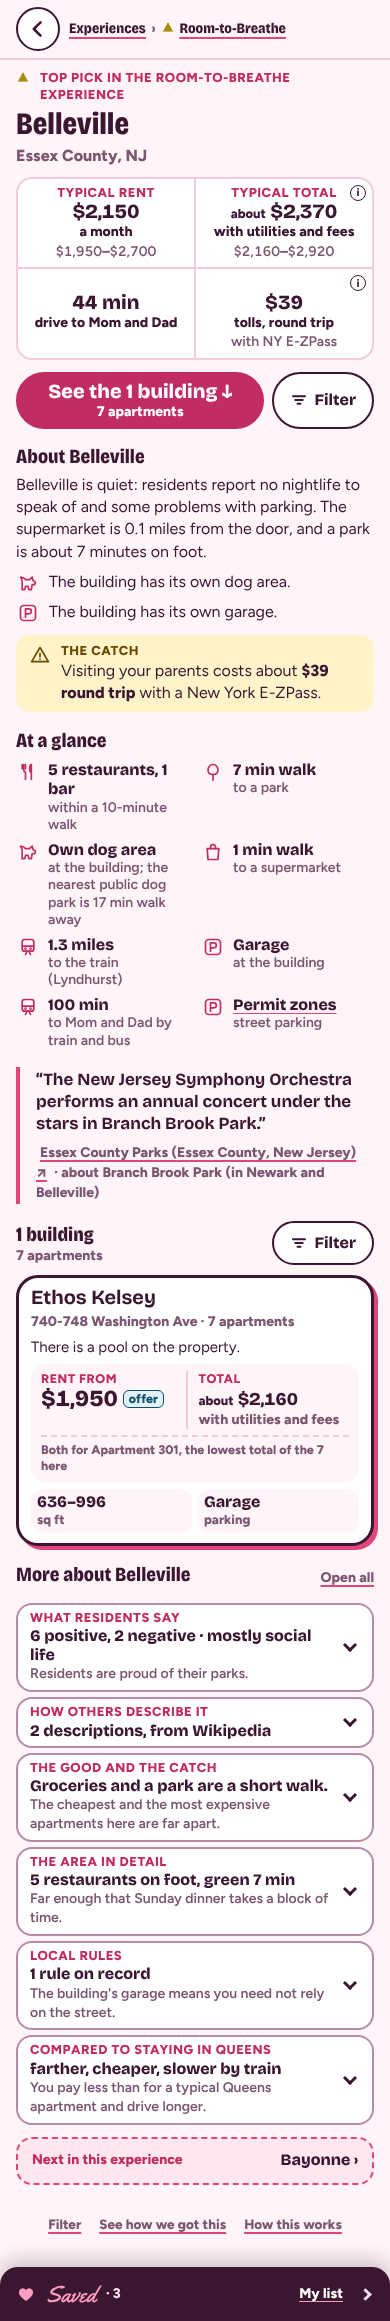 Experiences › Room-to-Breathe
TOP PICK IN THE ROOM-TO-BREATHE
EXPERIENCE
Belleville
Essex County, NJ
TYPICAL RENT
$2,150
a month
$1,950–$2,700
TYPICAL TOTAL
about $2,370
with utilities and fees
$2,160–$2,920
44 min
drive to Mom and Dad
$39
tolls, round trip
with NY E-ZPass
See the 1 building ↓
7 apartments
Filter
About Belleville
Belleville is quiet: residents report no nightlife to
speak of and some problems with parking. The
supermarket is 0.1 miles from the door, and a park
is about 7 minutes on foot.
The building has its own dog area.
The building has its own garage.
THE CATCH
Visiting your parents costs about $39
round trip with a New York E-ZPass.
At a glance
5 restaurants, 1
bar
within a 10-minute
walk
7 min walk
to a park
Own dog area
at the building; the
nearest public dog
park is 17 min walk
away
1 min walk
to a supermarket
1.3 miles
to the train
(Lyndhurst)
Garage
at the building
100 min
to Mom and Dad by
train and bus
Permit zones
street parking
“The New Jersey Symphony Orchestra
performs an annual concert under the
stars in Branch Brook Park.”
Essex County Parks (Essex County, New Jersey)
↗ · about Branch Brook Park (in Newark and
Belleville)
1 building
7 apartments
Filter
Ethos Kelsey
740-748 Washington Ave · 7 apartments
There is a pool on the property.
RENT FROM
$1,950 offer
TOTAL
about $2,160
with utilities and fees
Both for Apartment 301, the lowest total of the 7
here
636–996
sq ft
Garage
parking
More about Belleville
Open all
WHAT RESIDENTS SAY
6 positive, 2 negative · mostly social
life
Residents are proud of their parks.
HOW OTHERS DESCRIBE IT
2 descriptions, from Wikipedia
THE GOOD AND THE CATCH
Groceries and a park are a short walk.
The cheapest and the most expensive
apartments here are far apart.
THE AREA IN DETAIL
5 restaurants on foot, green 7 min
Far enough that Sunday dinner takes a block of
time.
LOCAL RULES
1 rule on record
The building's garage means you need not rely
on the street.
COMPARED TO STAYING IN QUEENS
farther, cheaper, slower by train
You pay less than for a typical Queens
apartment and drive longer.
Next in this experience
Bayonne ›
Filter
See how we got this
How this works
Saved · 3
My list